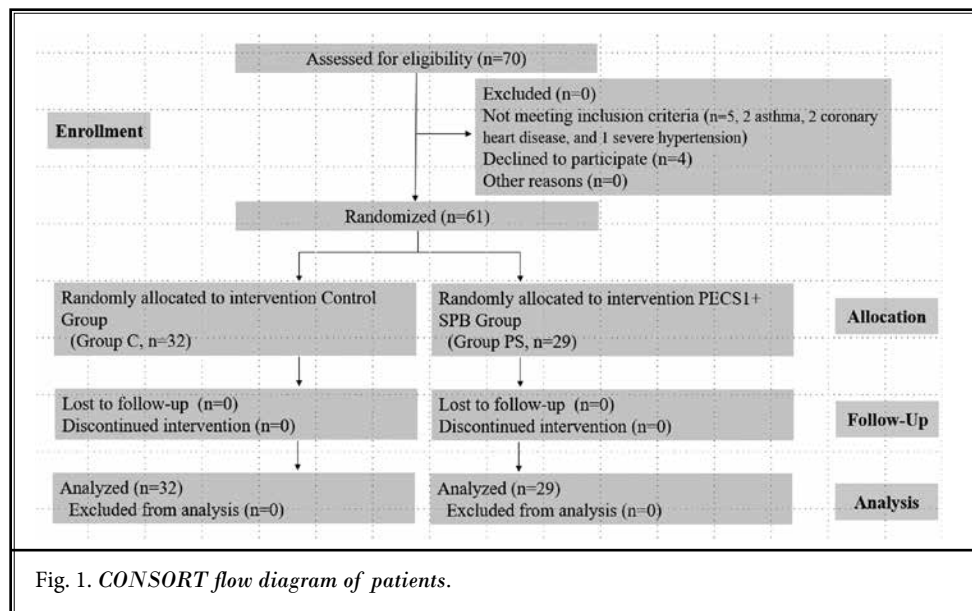 Assessed for eligibility (n=70)
Enrollment
Excluded (n=0)
Not meeting inclusion criteria (n=5, 2 asthma, 2 coronary
heart disease, and 1 severe hypertension)
Declined to participate (n=4)
Other reasons (n=0)
Randomized (n=61)
Randomly allocated to intervention Control
Group
(Group C, n=32)
Randomly allocated to intervention PECS1+
SPB Group
(Group PS, n=29)
Allocation
Lost to follow-up (n=0)
Discontinued intervention (n=0)
Lost to follow-up (n=0)
Discontinued intervention (n=0)
Follow-Up
Analyzed (n=32)
Excluded from analysis (n=0)
Analyzed (n=29)
Excluded from analysis (n=0)
Analysis
Fig. 1. CONSORT flow diagram of patients.